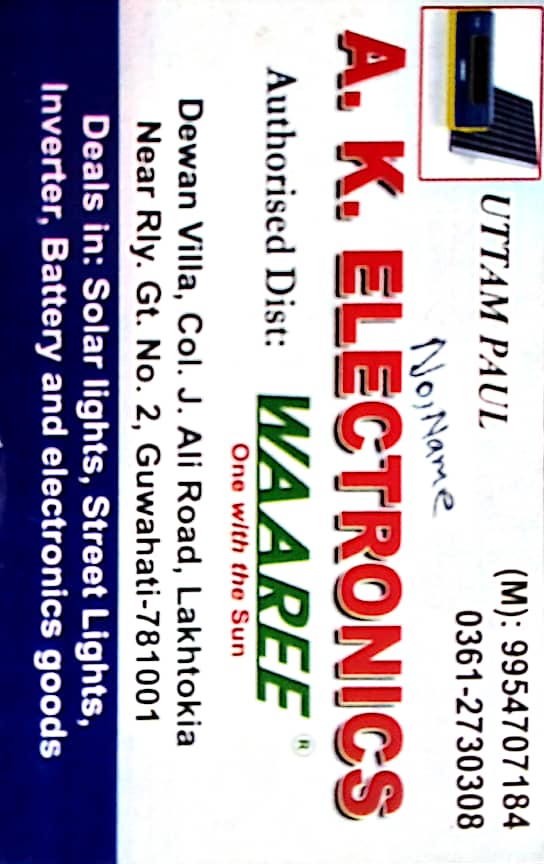 UTTAM PAUL
(M): 9954707184
0361-2730308
No, Name
A. K. ELECTRONICS
Authorised Dist: WAAREE ®
One with the Sun
Dewan Villa, Col. J. Ali Road, Lakhtokia
Near Rly. Gt. No. 2, Guwahati-781001
Deals in: Solar lights, Street Lights,
Inverter, Battery and electronics goods